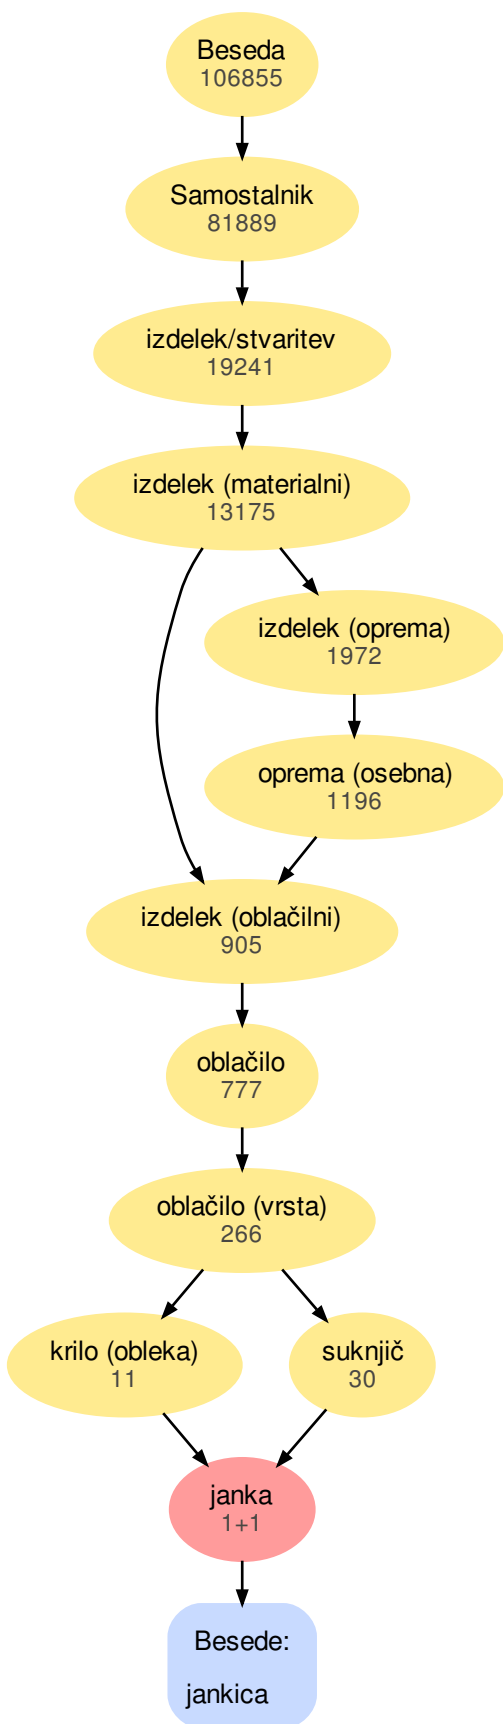 Beseda
106855
Samostalnik
81889
izdelek/stvaritev
19241
izdelek (materialni)
13175
izdelek (oprema)
1972
oprema (osebna)
1196
izdelek (oblačilni)
905
oblačilo
777
oblačilo (vrsta)
266
krilo (obleka)
11
suknjič
30
janka
1+1
Besede:
jankica